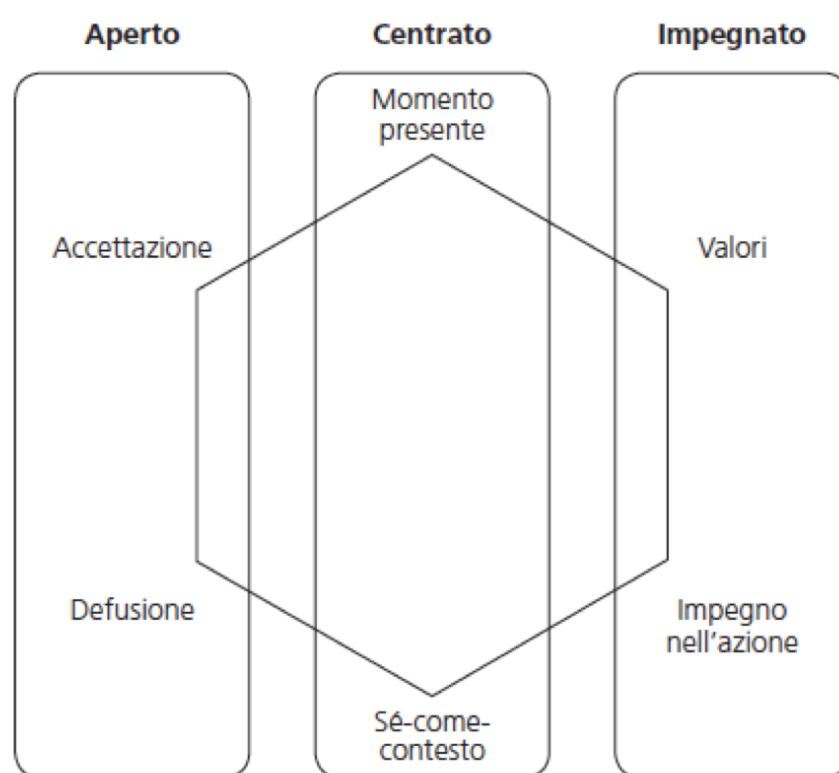 Aperto
Centrato
Impegnato
Momento
presente
Accettazione
Valori
Defusione
Impegno
nell'azione
Sé-come-
contesto